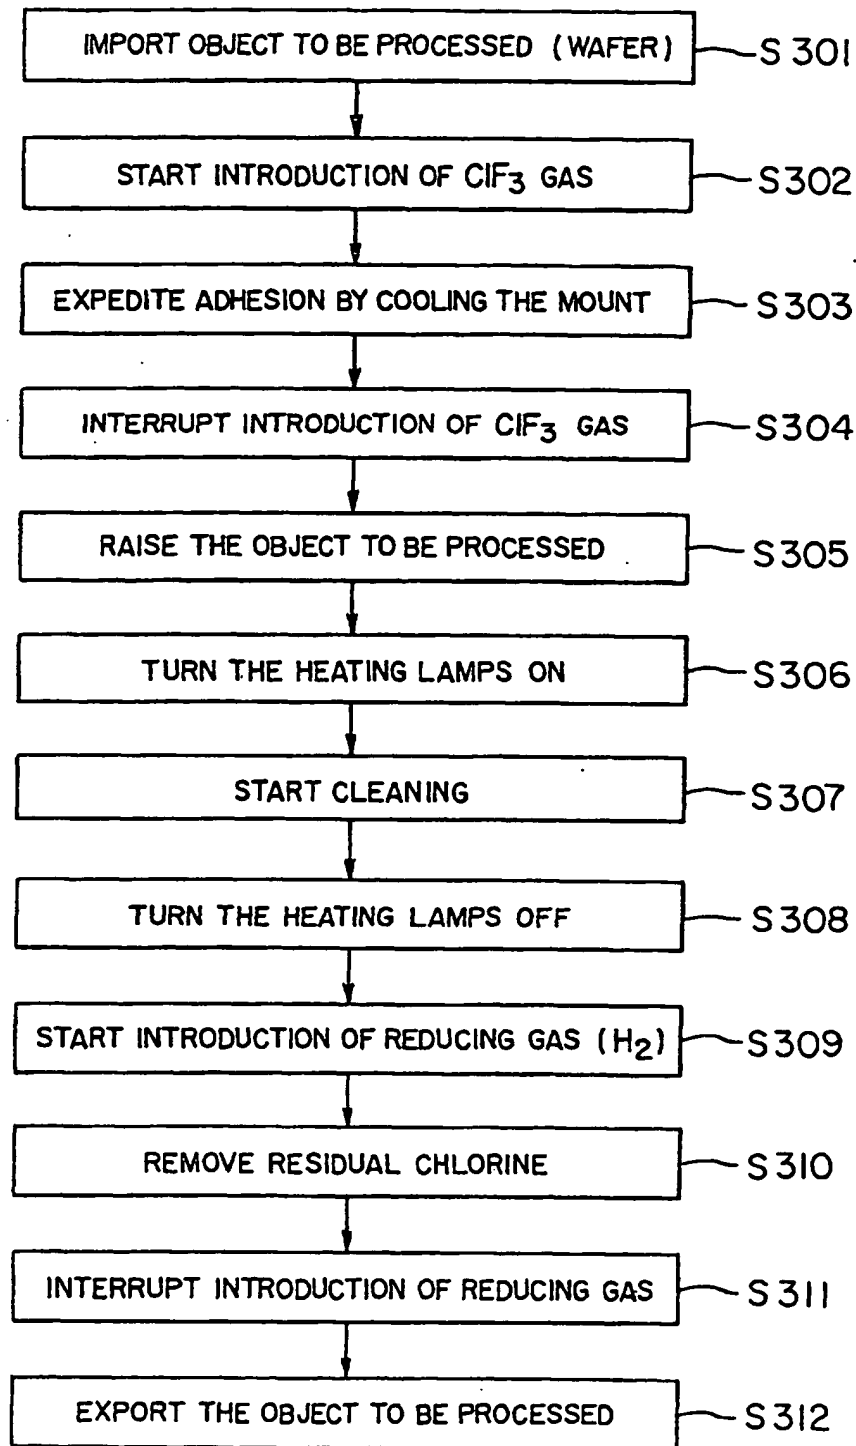 IMPORT OBJECT TO BE PROCESSED (WAFER) S301
START INTRODUCTION OF ClF3 GAS S302
EXPEDITE ADHESION BY COOLING THE MOUNT S303
INTERRUPT INTRODUCTION OF ClF3 GAS S304
RAISE THE OBJECT TO BE PROCESSED S305
TURN THE HEATING LAMPS ON S306
START CLEANING S307
TURN THE HEATING LAMPS OFF S308
START INTRODUCTION OF REDUCING GAS (H2) S309
REMOVE RESIDUAL CHLORINE S310
INTERRUPT INTRODUCTION OF REDUCING GAS S311
EXPORT THE OBJECT TO BE PROCESSED S312